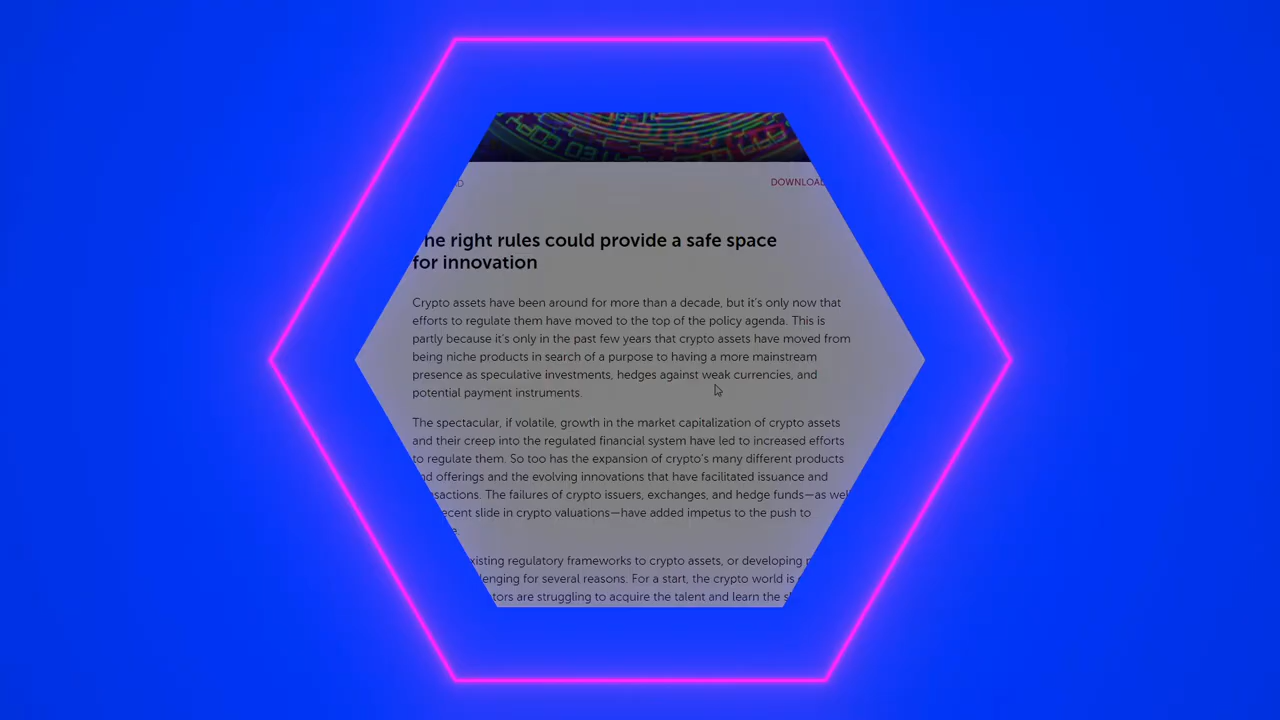 DOWNLOAD
he right rules could provide a safe space
for innovation
Crypto assets have been around for more than a decade, but it's only now that
efforts to regulate them have moved to the top of the policy agenda. This is
partly because it's only in the past few years that crypto assets have moved from
being niche products in search of a purpose to having a more mainstream
presence as speculative investments, hedges against weak currencies, and
potential payment instruments.
The spectacular, if volatile, growth in the market capitalization of crypto assets
and their creep into the regulated financial system have led to increased efforts
to regulate them. So too has the expansion of crypto's many different products
nd offerings and the evolving innovations that have facilitated issuance and
nsactions. The failures of crypto issuers, exchanges, and hedge funds—as wel
ecent slide in crypto valuations—have added impetus to the push to
e.
xisting regulatory frameworks to crypto assets, or developing
lenging for several reasons. For a start, the crypto world is
tors are struggling to acquire the talent and learn the